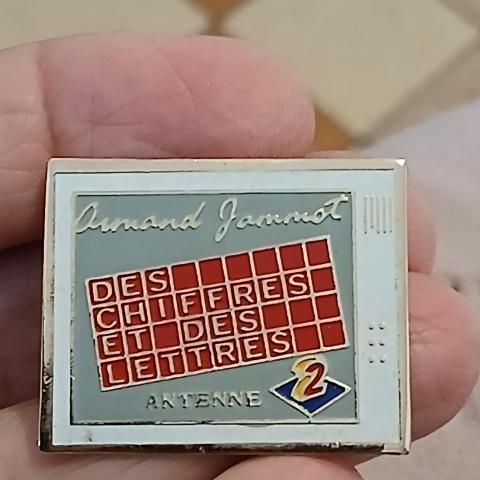 Armand Jammot
DES
CHIFFRES
ET DES
LETTRES
ANTENNE 2